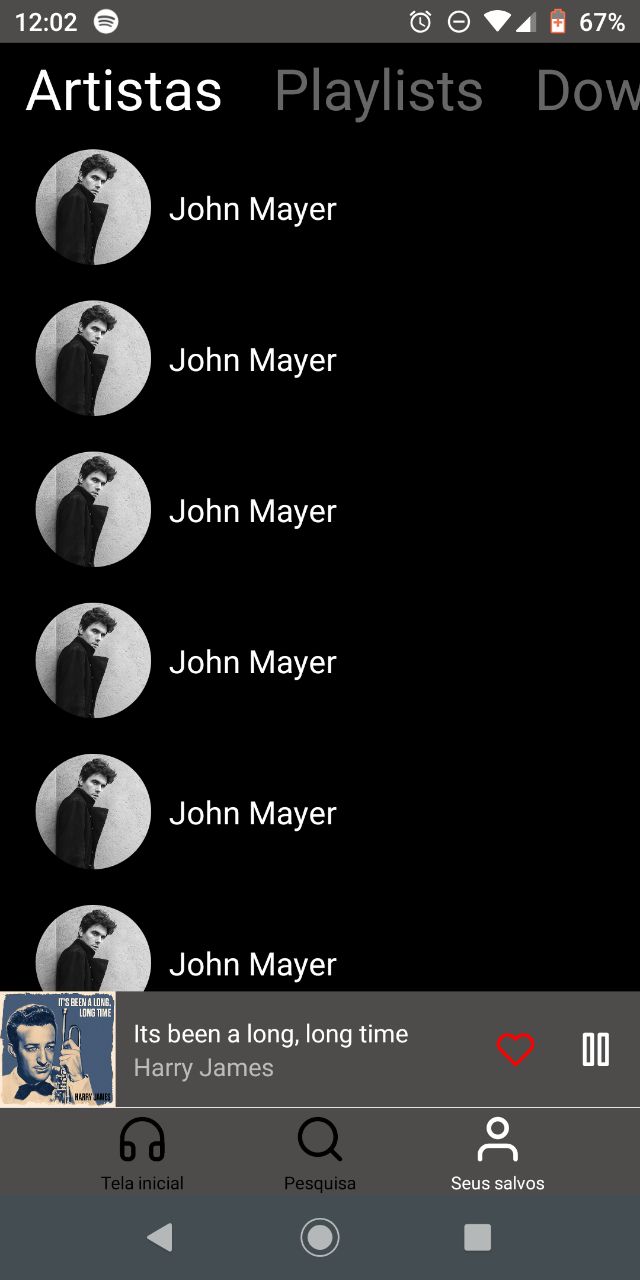 12:02 67%
Artistas Playlists Dow
John Mayer
John Mayer
John Mayer
John Mayer
John Mayer
John Mayer
IT'S BEEN A LONG,
LONG TIME
HARRY JAMES
Its been a long, long time
Harry James
Tela inicial Pesquisa Seus salvos